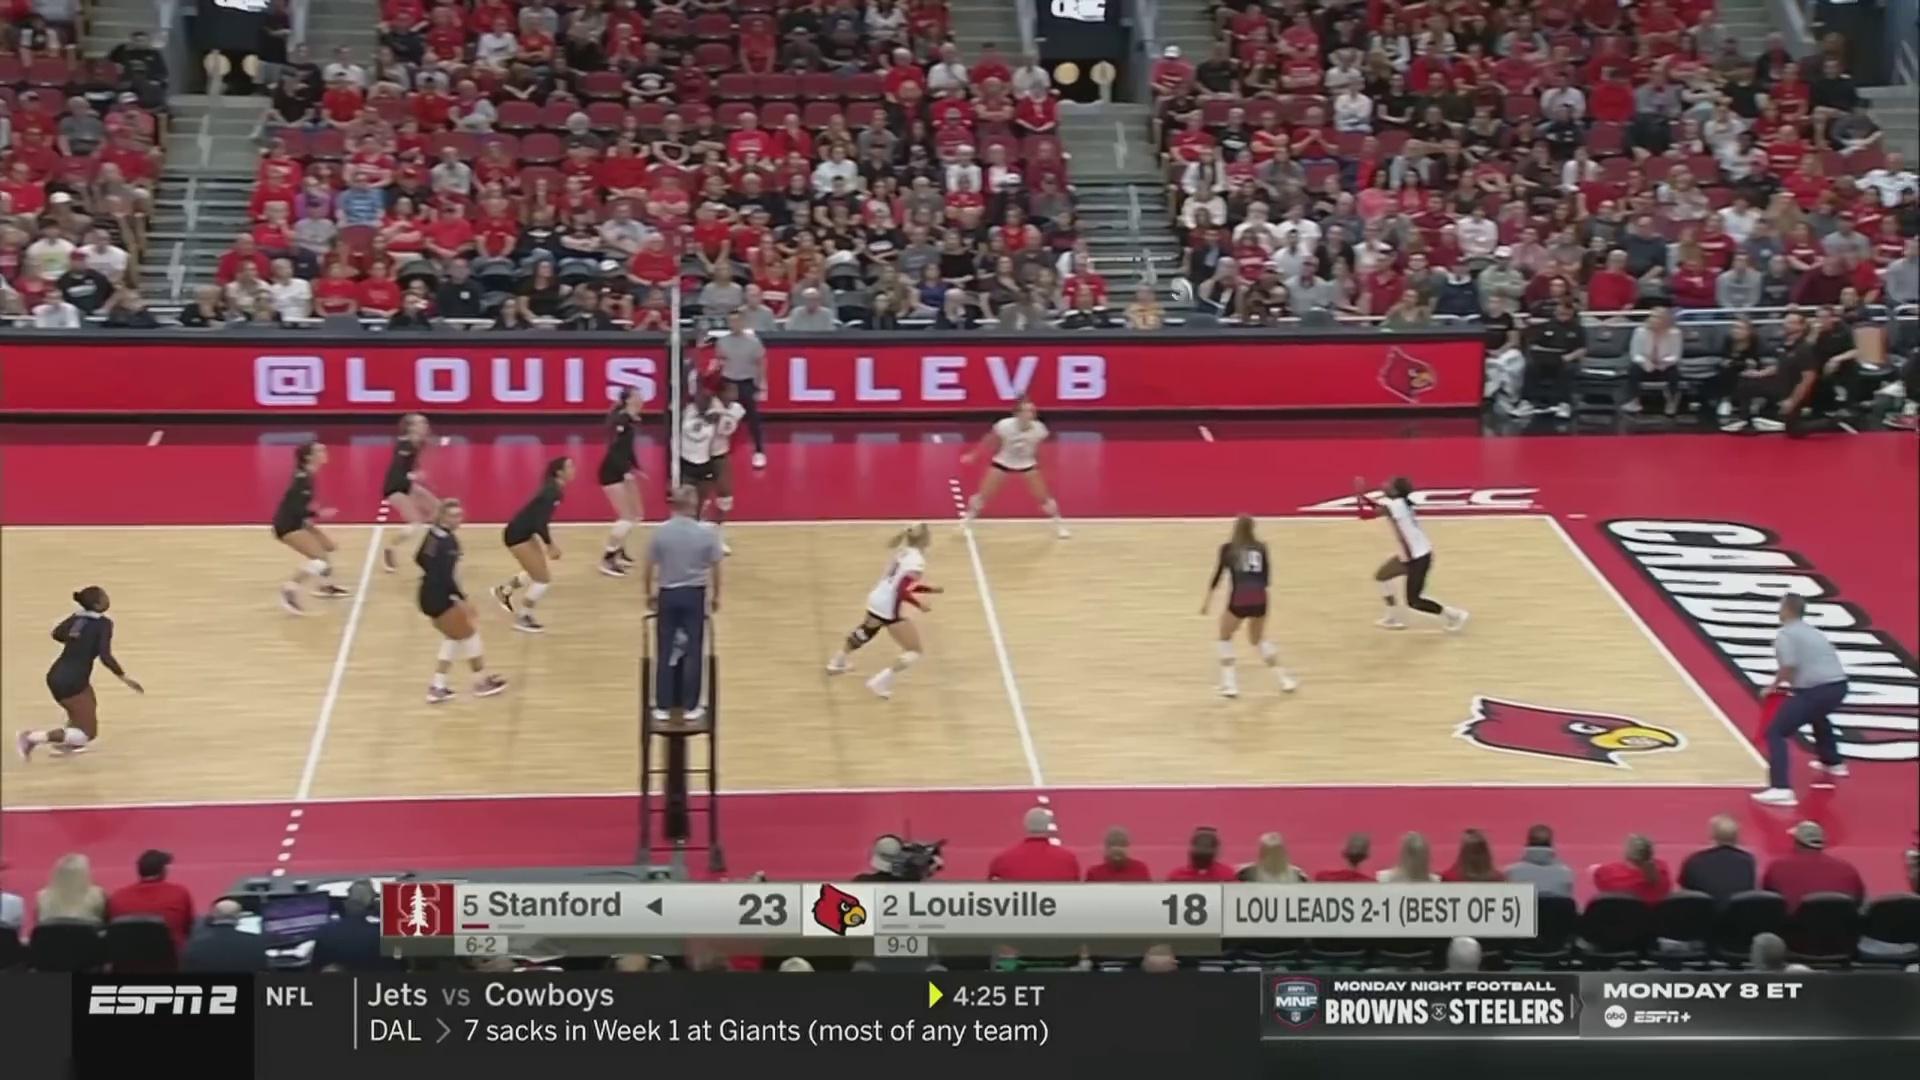 @LOUIS LLEVB
ACC
CARDINALS
19
5 Stanford ◄ 23
2 Louisville 18
LOU LEADS 2-1 (BEST OF 5)
6-2
9-0
ESPN2
NFL
Jets vs Cowboys
4:25 ET
DAL > 7 sacks in Week 1 at Giants (most of any team)
ESPN
MNF
MONDAY NIGHT FOOTBALL
BROWNS STEELERS
MONDAY 8 ET
abc ESPN+